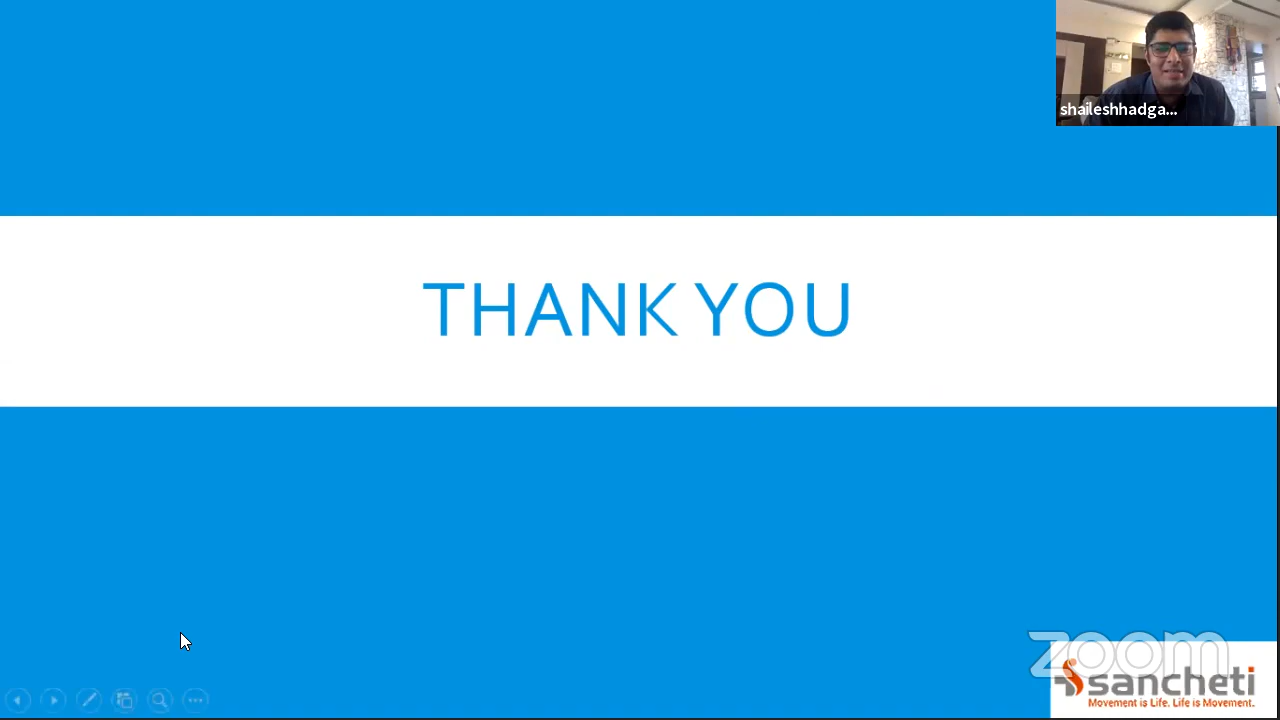 shaileshhadga...
THANK YOU
zoom
sancheti
Movement is Life. Life is Movement.